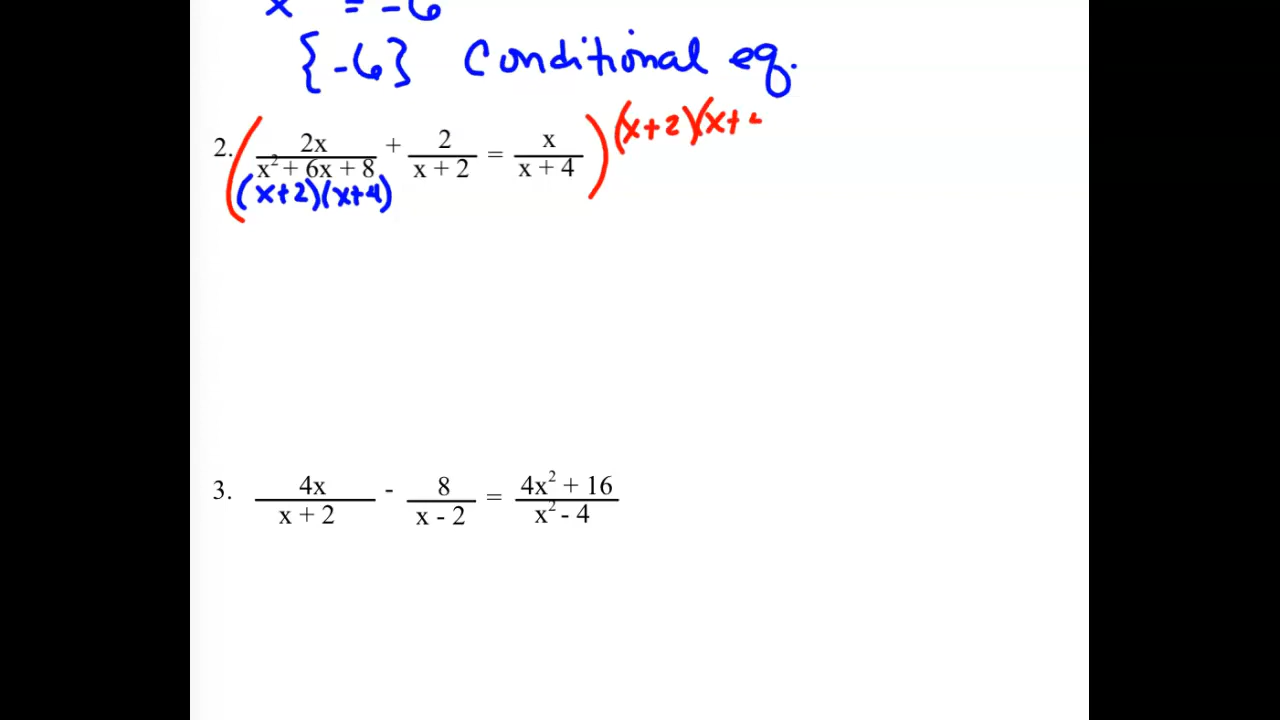 x = -6
{-6} Conditional eq.
2. ( 2x / x² + 6x + 8 + 2 / x + 2 = x / x + 4 ) (x+2)(x+4
(x+2)(x+4)
3. 4x / x + 2 - 8 / x - 2 = 4x² + 16 / x² - 4